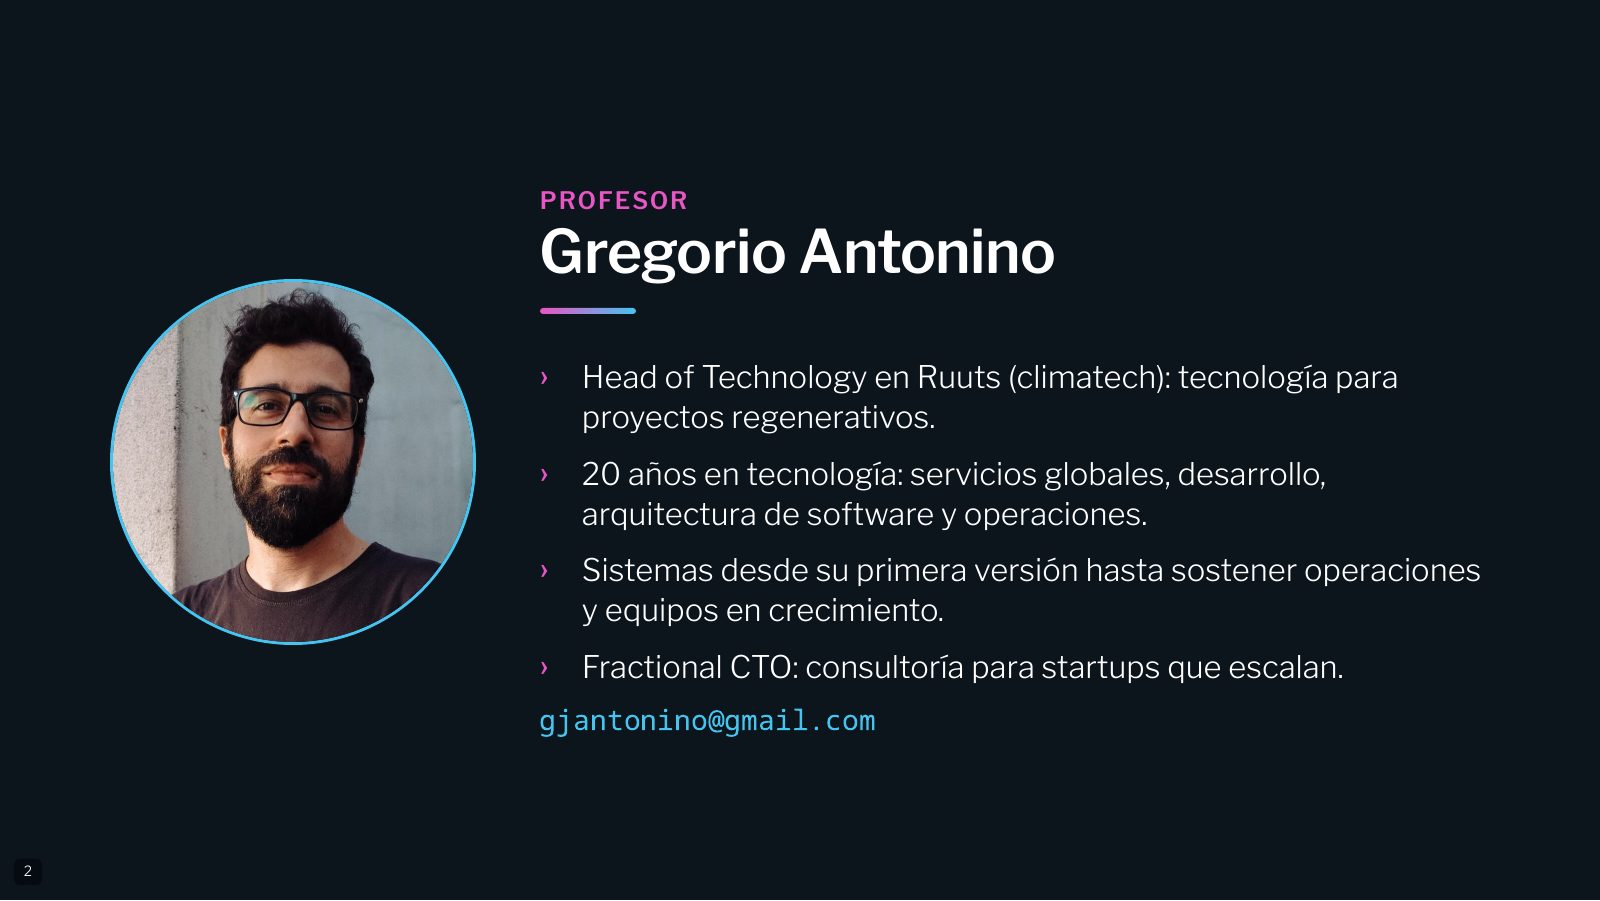 PROFESOR
Gregorio Antonino
› Head of Technology en Ruuts (climatech): tecnología para
proyectos regenerativos.
› 20 años en tecnología: servicios globales, desarrollo,
arquitectura de software y operaciones.
› Sistemas desde su primera versión hasta sostener operaciones
y equipos en crecimiento.
› Fractional CTO: consultoría para startups que escalan.
gjantonino@gmail.com
2